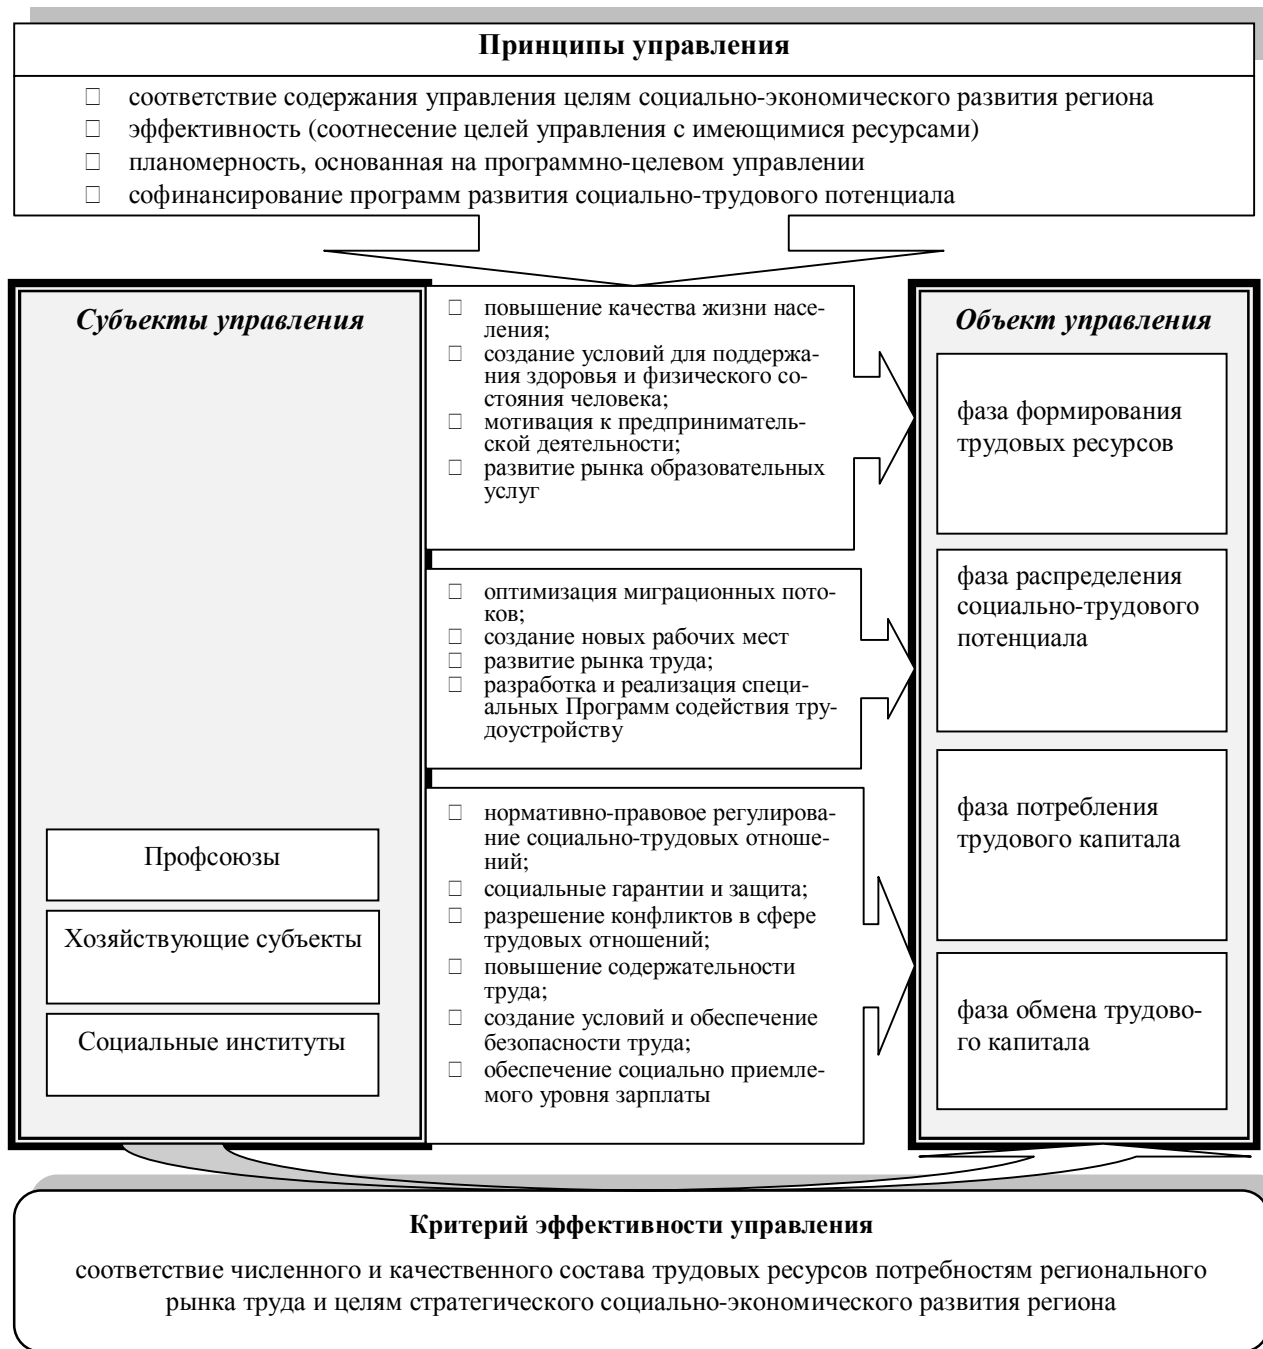 Принципы управления
□ соответствие содержания управления целям социально-экономического развития региона
□ эффективность (соотнесение целей управления с имеющимися ресурсами)
□ планомерность, основанная на программно-целевом управлении
□ софинансирование программ развития социально-трудового потенциала
Субъекты управления
Профсоюзы
Хозяйствующие субъекты
Социальные институты
□ повышение качества жизни насе-
ления;
□ создание условий для поддержа-
ния здоровья и физического со-
стояния человека;
□ мотивация к предприниматель-
ской деятельности;
□ развитие рынка образовательных
услуг
□ оптимизация миграционных пото-
ков;
□ создание новых рабочих мест
□ развитие рынка труда;
□ разработка и реализация специ-
альных Программ содействия тру-
доустройству
□ нормативно-правовое регулирова-
ние социально-трудовых отноше-
ний;
□ социальные гарантии и защита;
□ разрешение конфликтов в сфере
трудовых отношений;
□ повышение содержательности
труда;
□ создание условий и обеспечение
безопасности труда;
□ обеспечение социально приемле-
мого уровня зарплаты
Объект управления
фаза формирования
трудовых ресурсов
фаза распределения
социально-трудового
потенциала
фаза потребления
трудового капитала
фаза обмена трудово-
го капитала
Критерий эффективности управления
соответствие численного и качественного состава трудовых ресурсов потребностям регионального
рынка труда и целям стратегического социально-экономического развития региона